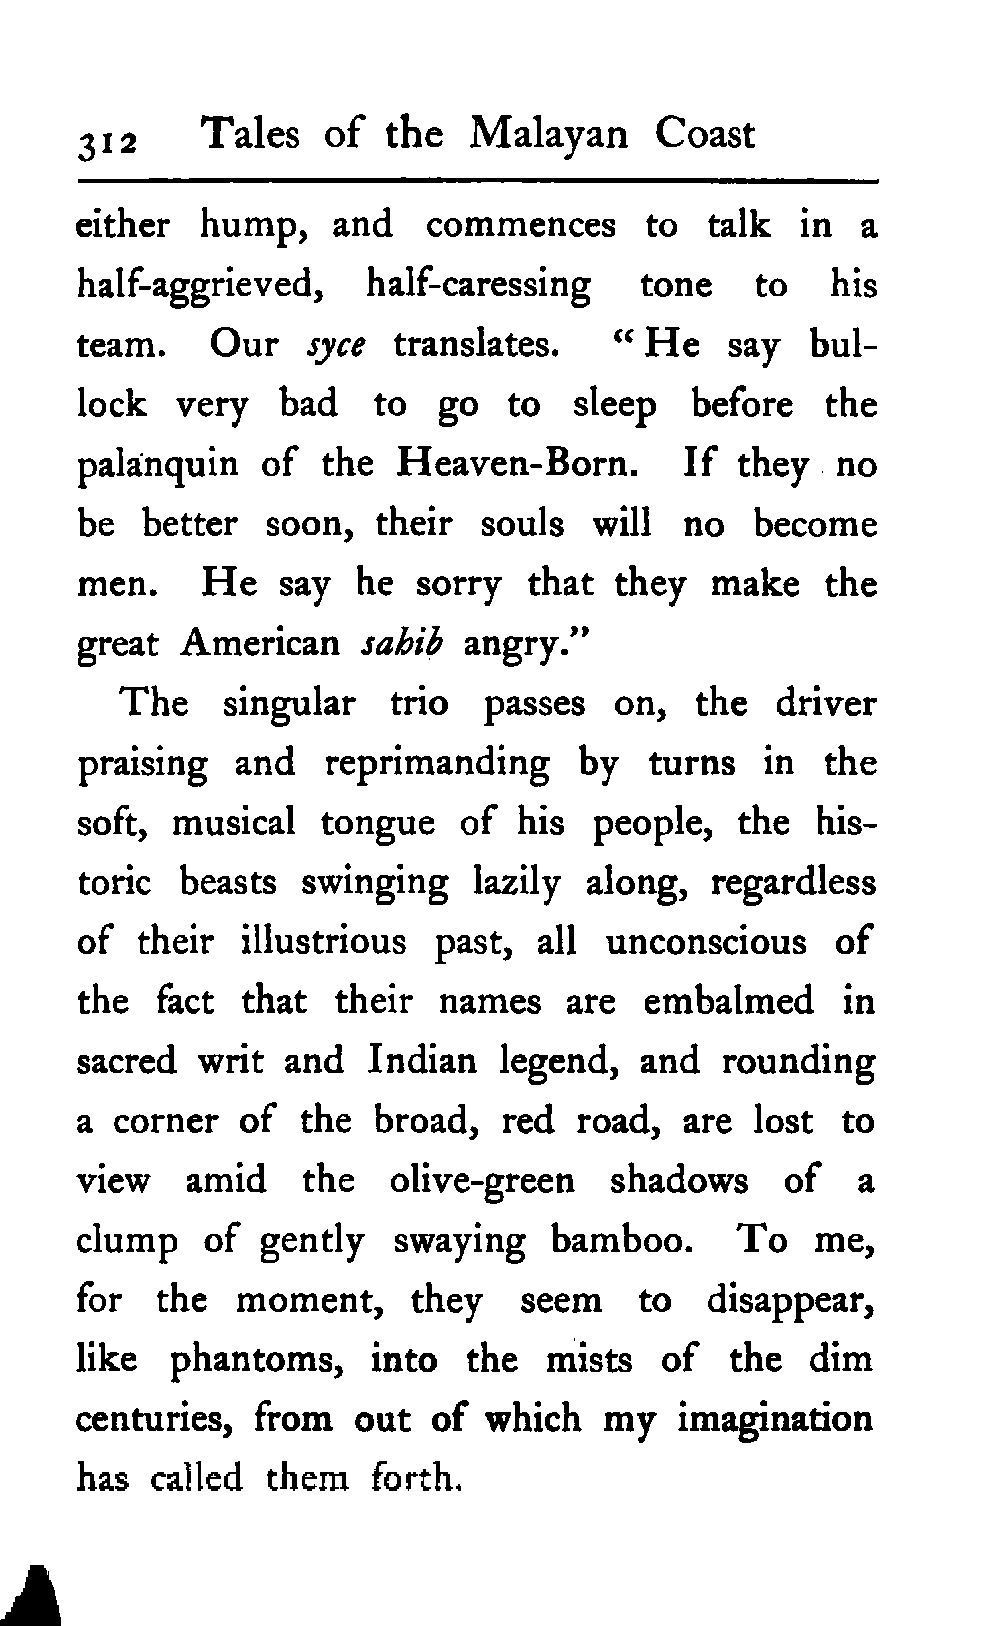 312 Tales of the Malayan Coast
either hump, and commences to talk in a
half-aggrieved, half-caressing tone to his
team. Our syce translates. “ He say bul-
lock very bad to go to sleep before the
palanquin of the Heaven-Born. If they no
be better soon, their souls will no become
men. He say he sorry that they make the
great American sahib angry.”
The singular trio passes on, the driver
praising and reprimanding by turns in the
soft, musical tongue of his people, the his-
toric beasts swinging lazily along, regardless
of their illustrious past, all unconscious of
the fact that their names are embalmed in
sacred writ and Indian legend, and rounding
a corner of the broad, red road, are lost to
view amid the olive-green shadows of a
clump of gently swaying bamboo. To me,
for the moment, they seem to disappear,
like phantoms, into the mists of the dim
centuries, from out of which my imagination
has called them forth.